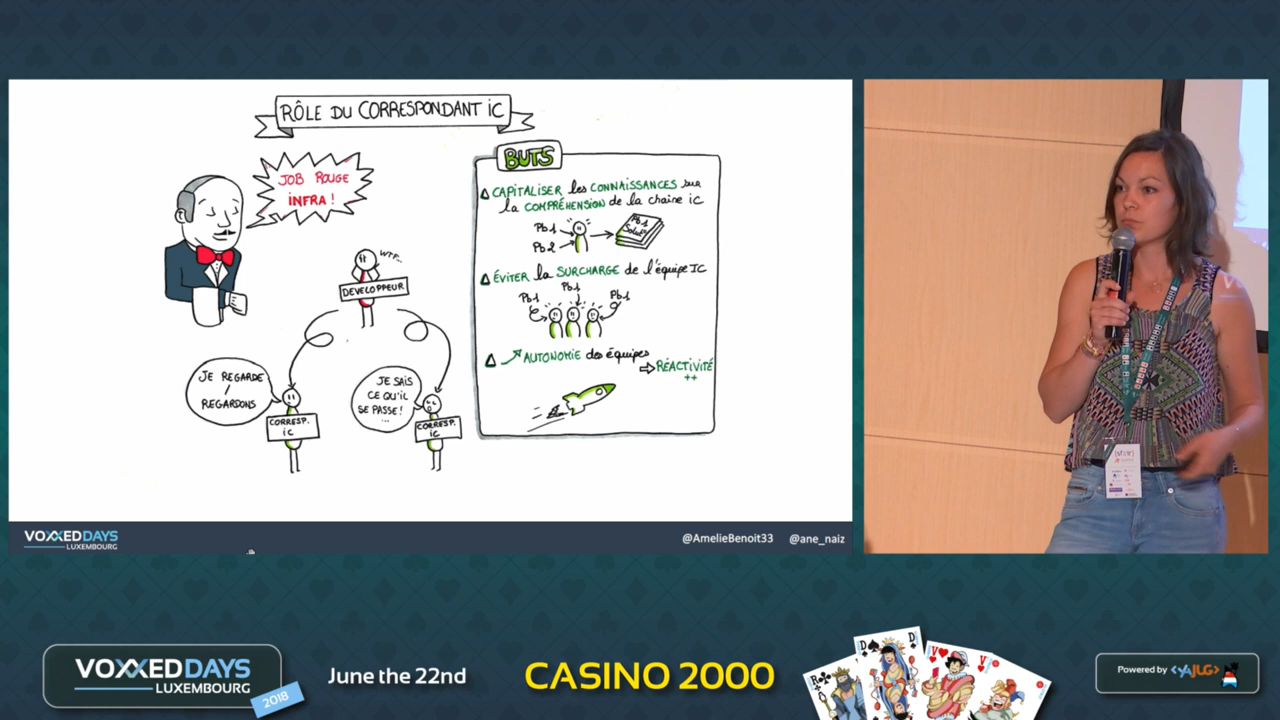 RÔLE DU CORRESPONDANT iC
JOB ROUGE
INFRA !
WTF...
DEVELOPPEUR
JE REGARDE
/
REGARDONS
CORRESP.
iC
JE SAIS
CE QU'IL
SE PASSE !
...
CORRESP.
iC
BUTS
CAPITALISER les CONNAISSANCES sur
la COMPRÉHENSION de la chaine iC
Pb1
Pb2
Pb1
Solut°
ÉVITER la SURCHARGE de l'équipe IC
Pb1
Pb1
Pb1
AUTONOMIE des équipes
RÉACTIVITÉ
++
VOXXEDDAYS
LUXEMBOURG
@AmelieBenoit33 @ane_naiz
VOXXEDDAYS
LUXEMBOURG
2018
June the 22nd
CASINO 2000
Powered by <YAJUG>